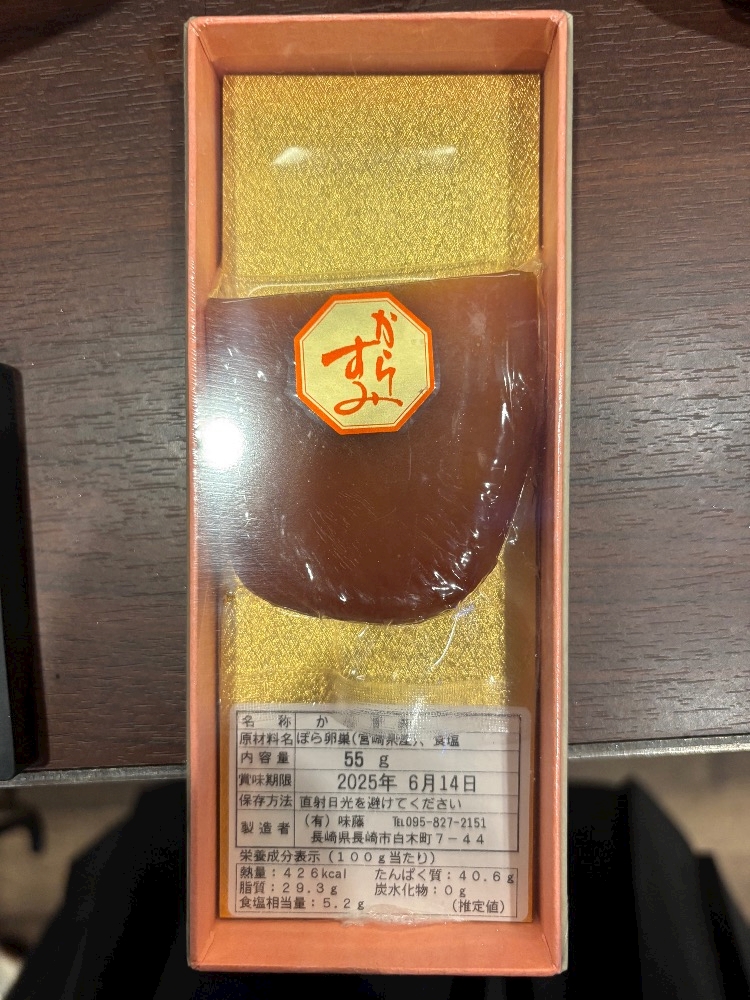 からすみ
名称 か
原材料名 ぼら卵巣(宮崎県産)、食塩
内容量 55 g
賞味期限 2025年 6月14日
保存方法 直射日光を避けてください
製造者 (有)味藤 ℡095-827-2151
長崎県長崎市白木町7-44
栄養成分表示(100g当たり)
熱量:426kcal たんぱく質:40.6g
脂質:29.3g 炭水化物:0g
食塩相当量:5.2g (推定値)